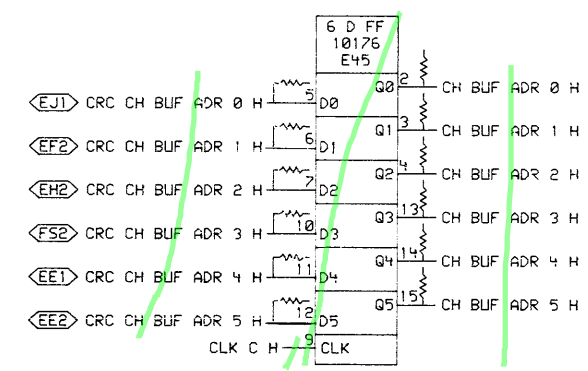 6 D FF
10176
E45
EJ1 CRC CH BUF ADR 0 H 5 D0 Q0 2 CH BUF ADR 0 H
EF2 CRC CH BUF ADR 1 H 6 D1 Q1 3 CH BUF ADR 1 H
EH2 CRC CH BUF ADR 2 H 7 D2 Q2 4 CH BUF ADR 2 H
FS2 CRC CH BUF ADR 3 H 10 D3 Q3 13 CH BUF ADR 3 H
EE1 CRC CH BUF ADR 4 H 11 D4 Q4 14 CH BUF ADR 4 H
EE2 CRC CH BUF ADR 5 H 12 D5 Q5 15 CH BUF ADR 5 H
CLK C H 9 CLK